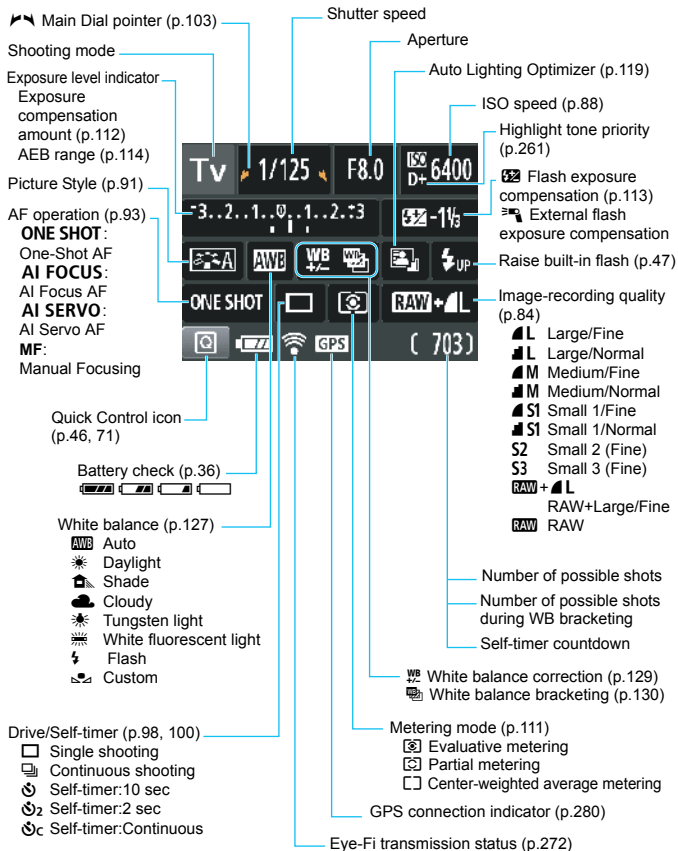 Main Dial pointer (p.103)
Shutter speed
Shooting mode
Aperture
Exposure level indicator
Exposure
compensation
amount (p.112)
AEB range (p.114)
Auto Lighting Optimizer (p.119)
ISO speed (p.88)
Highlight tone priority
(p.261)
Picture Style (p.91)
Flash exposure
compensation (p.113)
External flash
exposure compensation
AF operation (p.93)
ONE SHOT:
One-Shot AF
AI FOCUS:
AI Focus AF
AI SERVO:
AI Servo AF
MF:
Manual Focusing
Raise built-in flash (p.47)
Tv 1/125 F8.0 ISO D+ 6400
-3..2..1..0..1..2.+3 -1⅓
A AWB WB +/- WB UP
ONE SHOT RAW+L
Q GPS ( 703)
Image-recording quality
(p.84)
L Large/Fine
L Large/Normal
M Medium/Fine
M Medium/Normal
S1 Small 1/Fine
S1 Small 1/Normal
S2 Small 2 (Fine)
S3 Small 3 (Fine)
RAW+L
RAW+Large/Fine
RAW RAW
Quick Control icon
(p.46, 71)
Battery check (p.36)
White balance (p.127)
AWB Auto
Daylight
Shade
Cloudy
Tungsten light
White fluorescent light
Flash
Custom
Number of possible shots
Number of possible shots
during WB bracketing
Self-timer countdown
WB +/- White balance correction (p.129)
WB White balance bracketing (p.130)
Drive/Self-timer (p.98, 100)
Single shooting
Continuous shooting
Self-timer:10 sec
2 Self-timer:2 sec
C Self-timer:Continuous
Metering mode (p.111)
Evaluative metering
Partial metering
Center-weighted average metering
GPS connection indicator (p.280)
Eye-Fi transmission status (p.272)